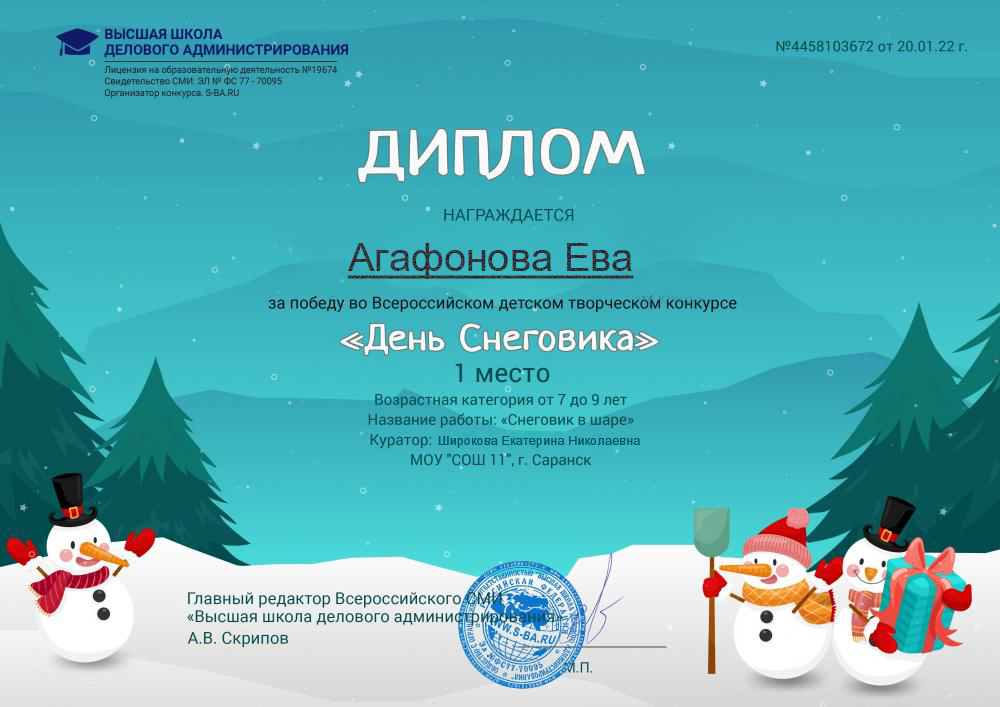 ВЫСШАЯ ШКОЛА
ДЕЛОВОГО АДМИНИСТРИРОВАНИЯ
Лицензия на образовательную деятельность №19674
Свидетельство СМИ: ЭЛ № ФС 77 - 70095
Организатор конкурса. S-BA.RU
№4458103672 от 20.01.22 г.
ДИПЛОМ
НАГРАЖДАЕТСЯ
Агафонова Ева
за победу во Всероссийском детском творческом конкурсе
«День Снеговика»
1 место
Возрастная категория от 7 до 9 лет
Название работы: «Снеговик в шаре»
Куратор: Широкова Екатерина Николаевна
МОУ "СОШ 11", г. Саранск
Главный редактор Всероссийского СМИ
«Высшая школа делового администрирования»
А.В. Скрипов
WWW.S-BA.RU
М.П.